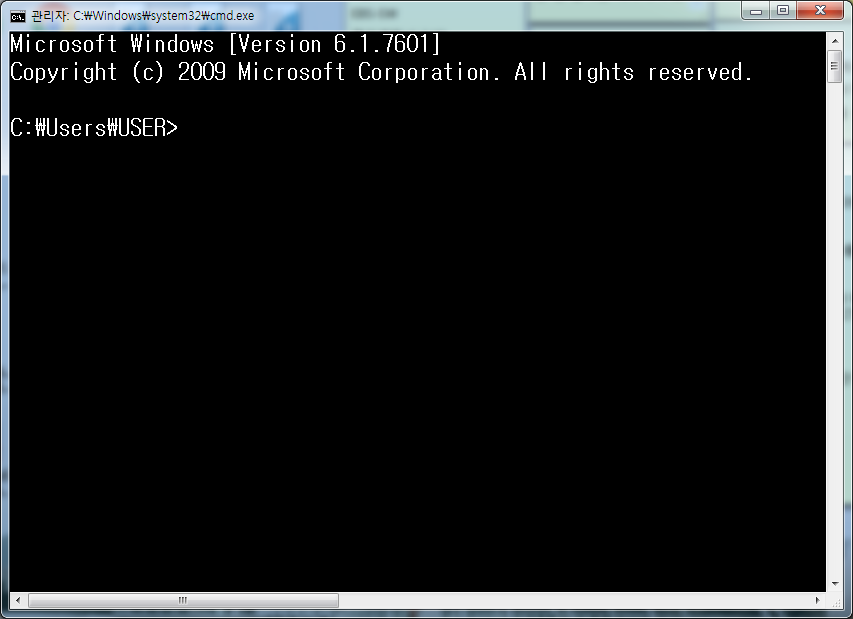 관리자: C:₩Windows₩system32₩cmd.exe
Microsoft Windows [Version 6.1.7601]
Copyright (c) 2009 Microsoft Corporation. All rights reserved.
C:₩Users₩USER>